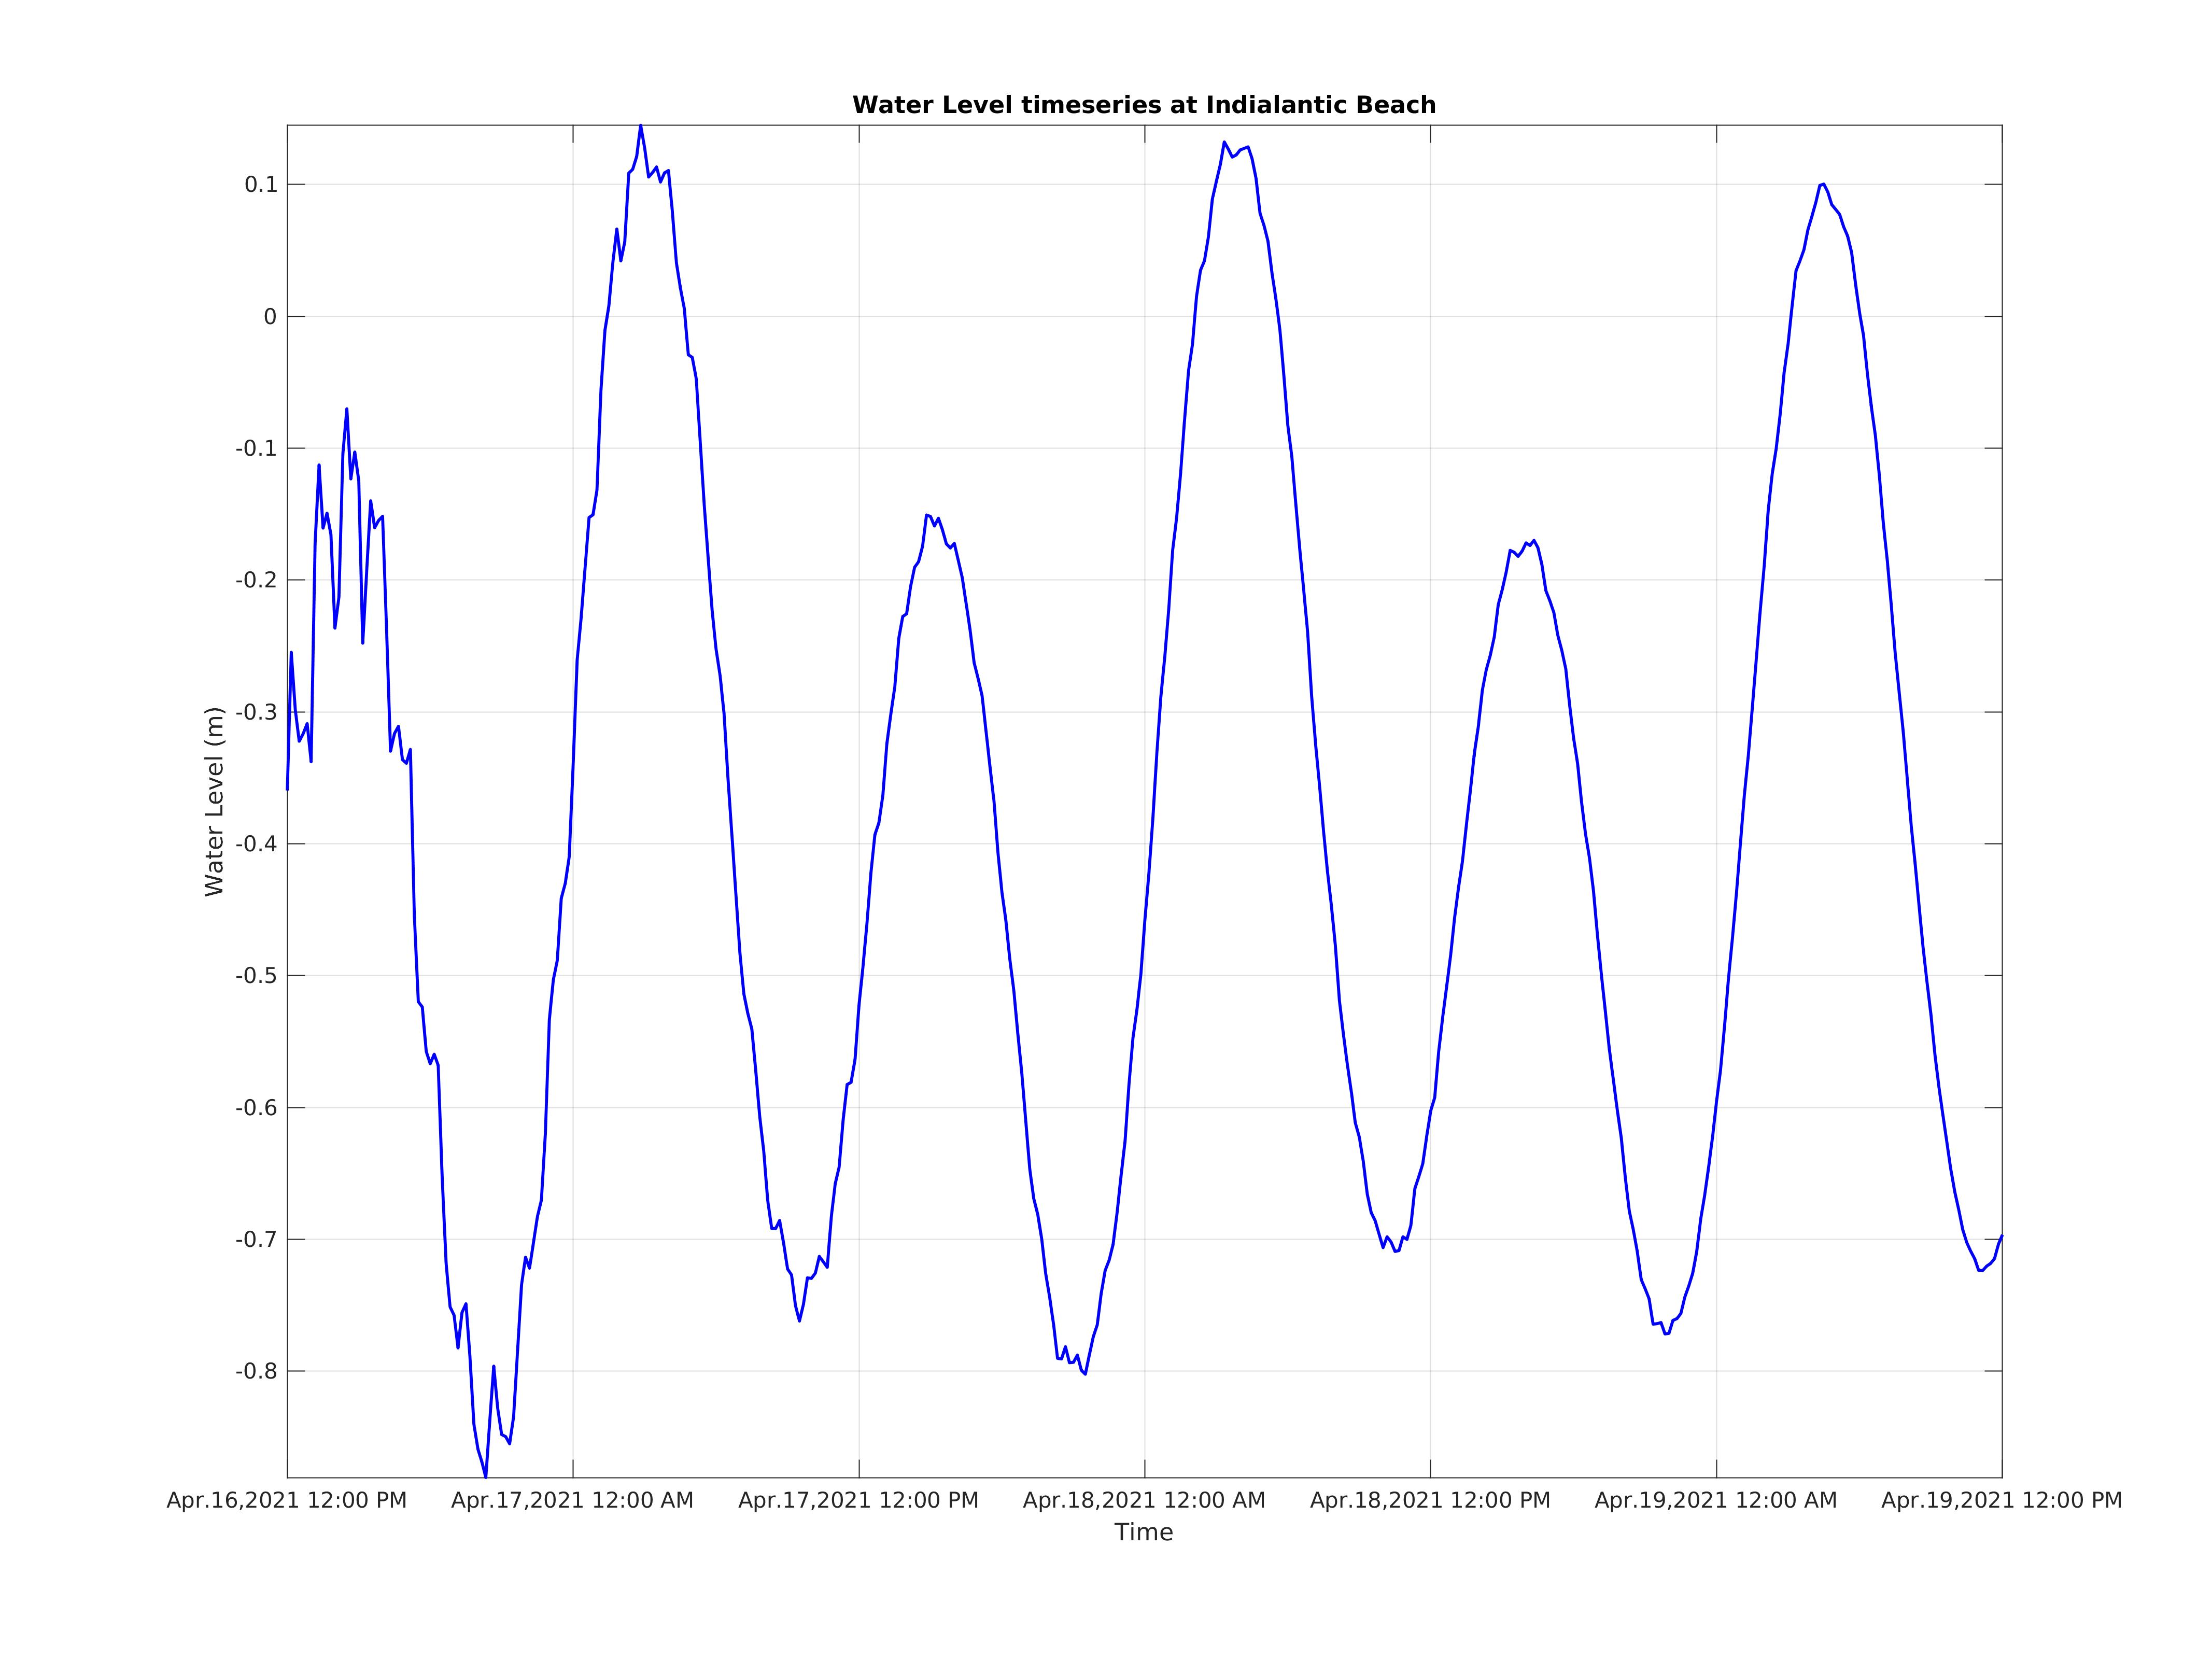 Water Level timeseries at Indialantic Beach
0.1
0
-0.1
-0.2
-0.3
-0.4
-0.5
-0.6
-0.7
-0.8
Water Level (m)
Apr.16,2021 12:00 PM Apr.17,2021 12:00 AM Apr.17,2021 12:00 PM Apr.18,2021 12:00 AM Apr.18,2021 12:00 PM Apr.19,2021 12:00 AM Apr.19,2021 12:00 PM
Time